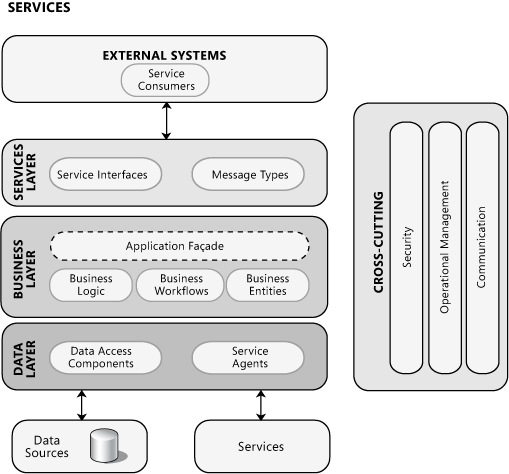 SERVICES
EXTERNAL SYSTEMS
Service
Consumers
SERVICES
LAYER
Service Interfaces
Message Types
BUSINESS
LAYER
Application Façade
Business
Logic
Business
Workflows
Business
Entities
DATA
LAYER
Data Access
Components
Service
Agents
Data
Sources
Services
CROSS-CUTTING
Security
Operational Management
Communication